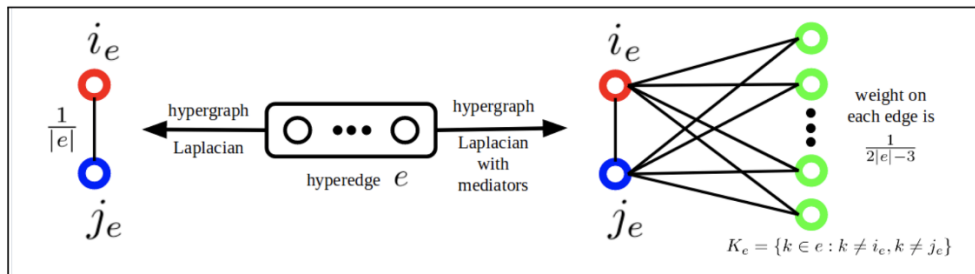 i_e
1/|e|
j_e
hypergraph
Laplacian
hyperedge e
hypergraph
Laplacian
with
mediators
i_e
j_e
weight on
each edge is
1/(2|e|−3)
K_e = {k ∈ e : k ≠ i_e, k ≠ j_e}